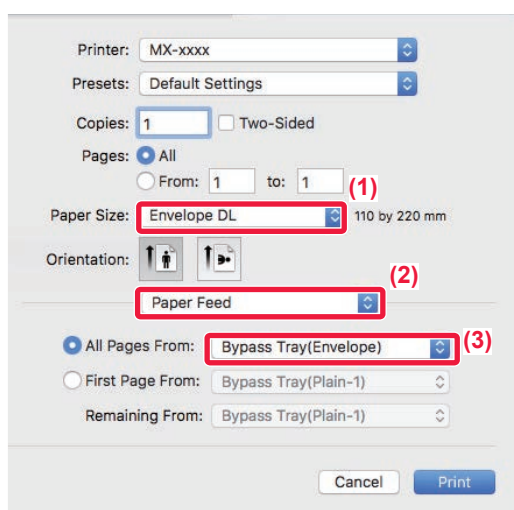 Printer: MX-xxxx
Presets: Default Settings
Copies: 1 Two-Sided
Pages: All
From: 1 to: 1
(1)
Paper Size: Envelope DL 110 by 220 mm
Orientation:
(2)
Paper Feed
All Pages From: Bypass Tray(Envelope) (3)
First Page From: Bypass Tray(Plain-1)
Remaining From: Bypass Tray(Plain-1)
Cancel Print